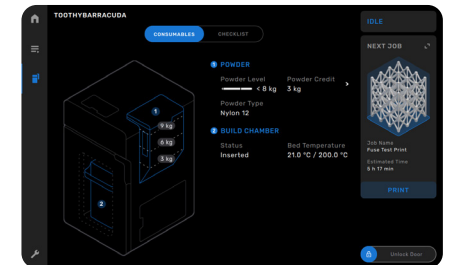 TOOTHYBARRACUDA
CONSUMABLES
CHECKLIST
1 POWDER
Powder Level
Powder Credit
< 8 kg
3 kg
Powder Type
Nylon 12
2 BUILD CHAMBER
Status
Bed Temperature
Inserted
21.0 °C / 200.0 °C
1
9 kg
6 kg
3 kg
2
IDLE
NEXT JOB
Job Name
Fuse Test Print
Estimated Time
5 h 17 min
PRINT
Unlock Door